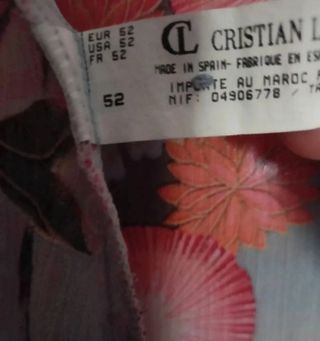 EUR 52
USA 52
FR 52
52
CL CRISTIAN
MADE IN SPAIN- FABRIQUE EN
IMPORTE AU MAROC
NIF: 04906778 /